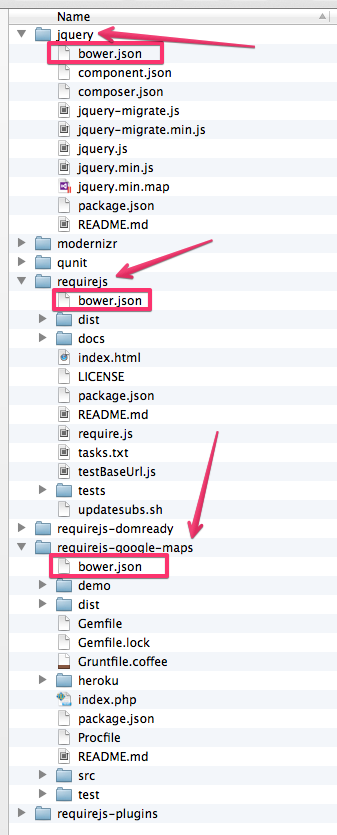 Name
jquery
bower.json
component.json
composer.json
jquery-migrate.js
jquery-migrate.min.js
jquery.js
jquery.min.js
jquery.min.map
package.json
README.md
modernizr
qunit
requirejs
bower.json
dist
docs
index.html
LICENSE
package.json
README.md
require.js
tasks.txt
testBaseUrl.js
tests
updatesubs.sh
requirejs-domready
requirejs-google-maps
bower.json
demo
dist
Gemfile
Gemfile.lock
Gruntfile.coffee
heroku
index.php
package.json
Procfile
README.md
src
test
requirejs-plugins